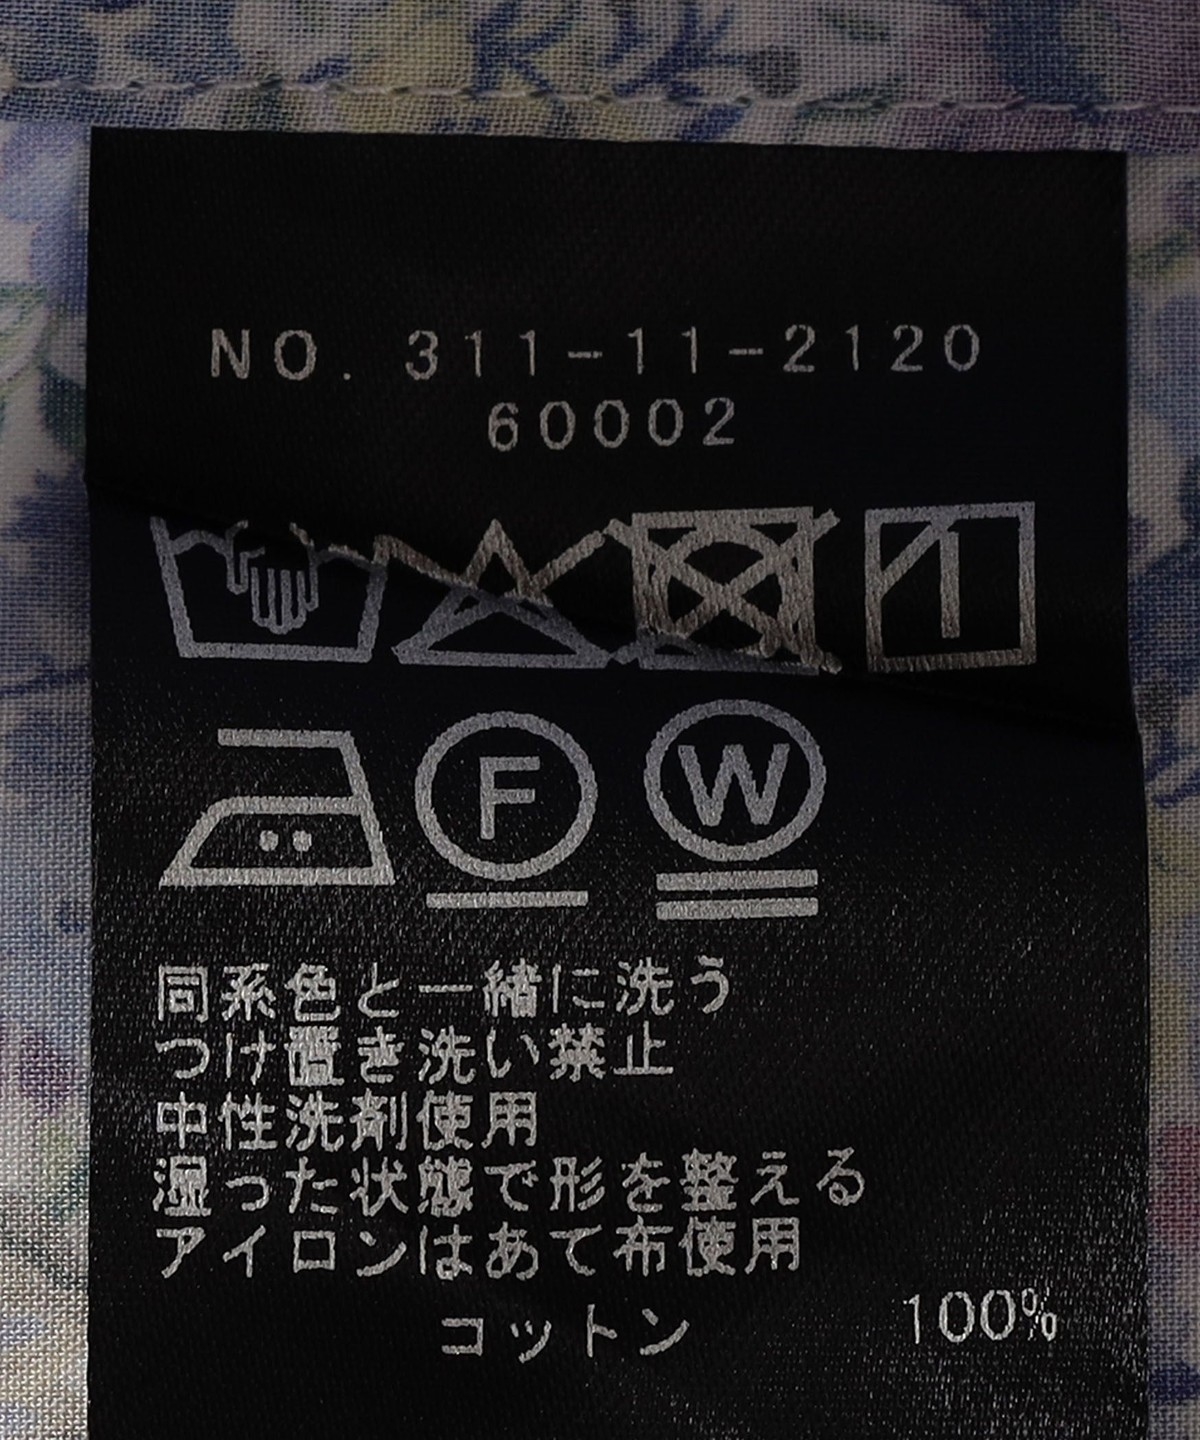 NO. 311-11-2120
60002
F W
同系色と一緒に洗う
つけ置き洗い禁止
中性洗剤使用
湿った状態で形を整える
アイロンはあて布使用
コットン 100%